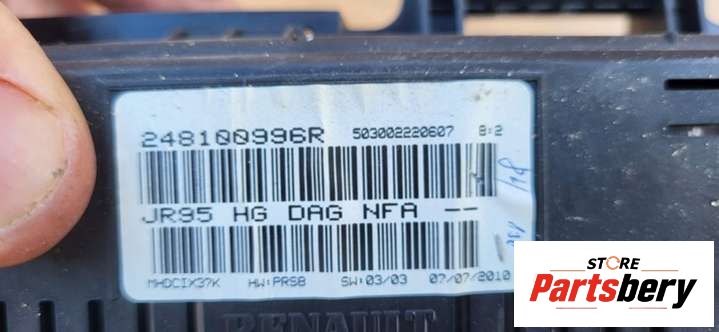 248100996R 503002220607 8:2
JR95 HG DAG NFA --
MHDCIX37K HW:PRSB SW:03/03 07/07/2010
RENAULT
STORE
Partsbery